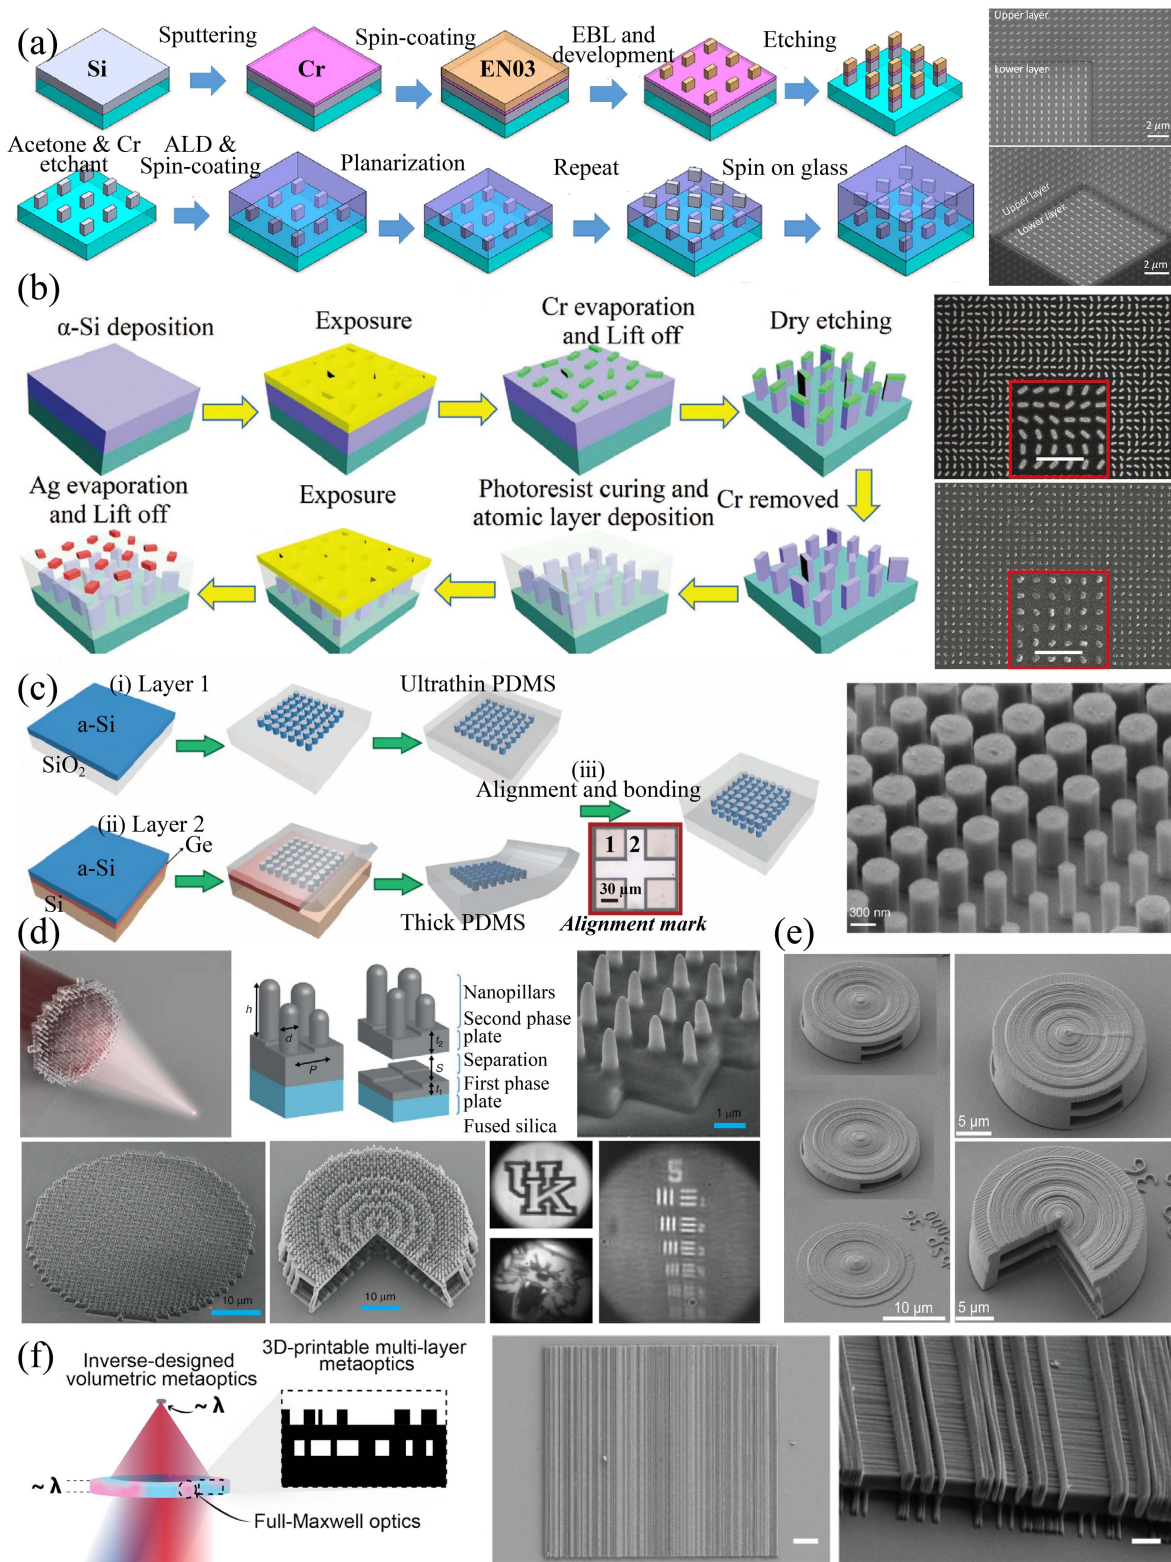 (a)
Sputtering
Spin-coating
EBL and
development
Etching
Si
Cr
EN03
Upper layer
Lower layer
2 μm
Acetone & Cr
etchant
ALD &
Spin-coating
Planarization
Repeat
Spin on glass
Upper layer
Lower layer
2 μm
(b)
α-Si deposition
Exposure
Cr evaporation
and Lift off
Dry etching
Ag evaporation
and Lift off
Exposure
Photoresist curing and
atomic layer deposition
Cr removed
(c)
(i) Layer 1
a-Si
SiO₂
Ultrathin PDMS
(iii)
Alignment and bonding
(ii) Layer 2
Ge
a-Si
Si
Thick PDMS
1 2
30 μm
Alignment mark
300 nm
(d)
h
d
P
t₂
S
t₁
Nanopillars
Second phase
plate
Separation
First phase
plate
Fused silica
1 μm
10 μm
10 μm
UK
5
(e)
5 μm
10 μm
5 μm
(f)
Inverse-designed
volumetric metaoptics
~ λ
~ λ
Full-Maxwell optics
3D-printable multi-layer
metaoptics